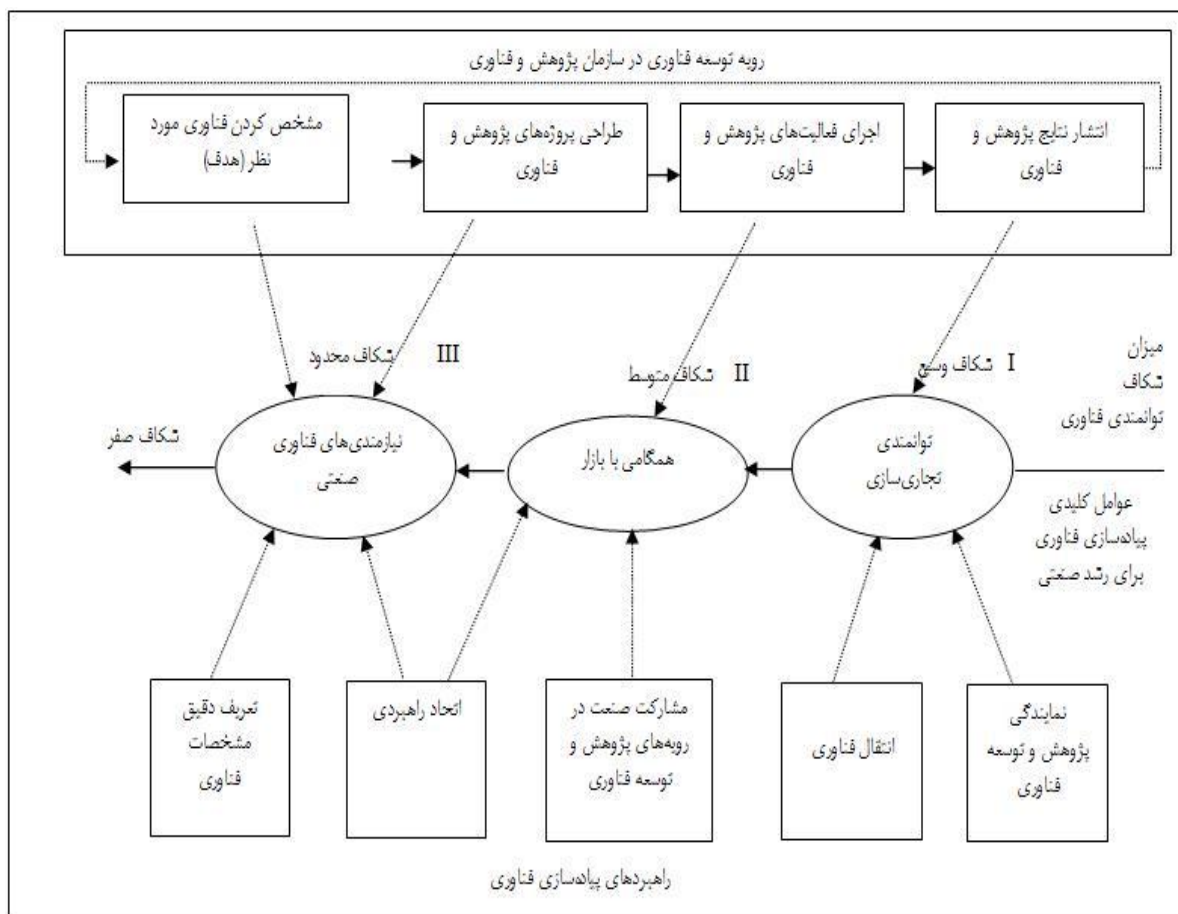 رویه توسعه فناوری در سازمان پژوهش و فناوری
انتشار نتایج پژوهش و
فناوری
اجرای فعالیت‌های پژوهش و
فناوری
طراحی پروژه‌های پژوهش و
فناوری
مشخص کردن فناوری مورد
نظر (هدف)
میزان
شکاف
توانمندی فناوری
I شکاف وسیع
II شکاف متوسط
III شکاف محدود
شکاف صفر
توانمندی
تجاری‌سازی
همگامی با بازار
نیازمندی‌های فناوری
صنعتی
عوامل کلیدی
پیاده‌سازی فناوری
برای رشد صنعتی
نمایندگی
پژوهش و توسعه
فناوری
انتقال فناوری
مشارکت صنعت در
رویه‌های پژوهش و
توسعه فناوری
اتحاد راهبردی
تعریف دقیق
مشخصات
فناوری
راهبردهای پیاده‌سازی فناوری